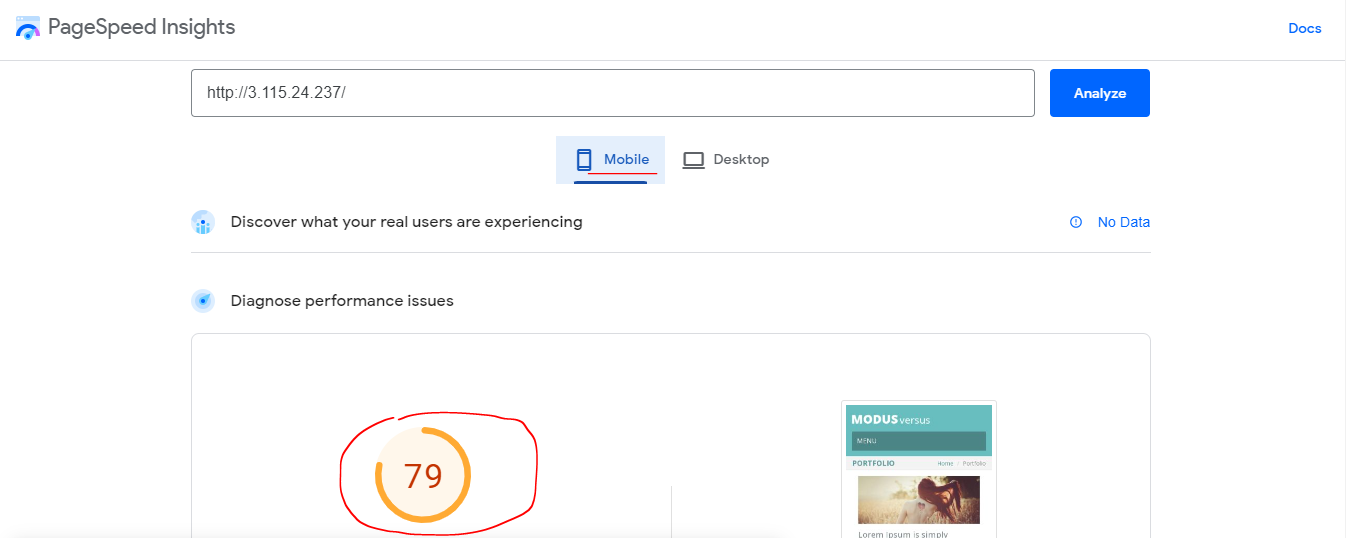 PageSpeed Insights
Docs
http://3.115.24.237/
Analyze
Mobile
Desktop
Discover what your real users are experiencing
No Data
Diagnose performance issues
79
MODUS versus
MENU
PORTFOLIO
Home / Portfolio
Lorem Ipsum is simply